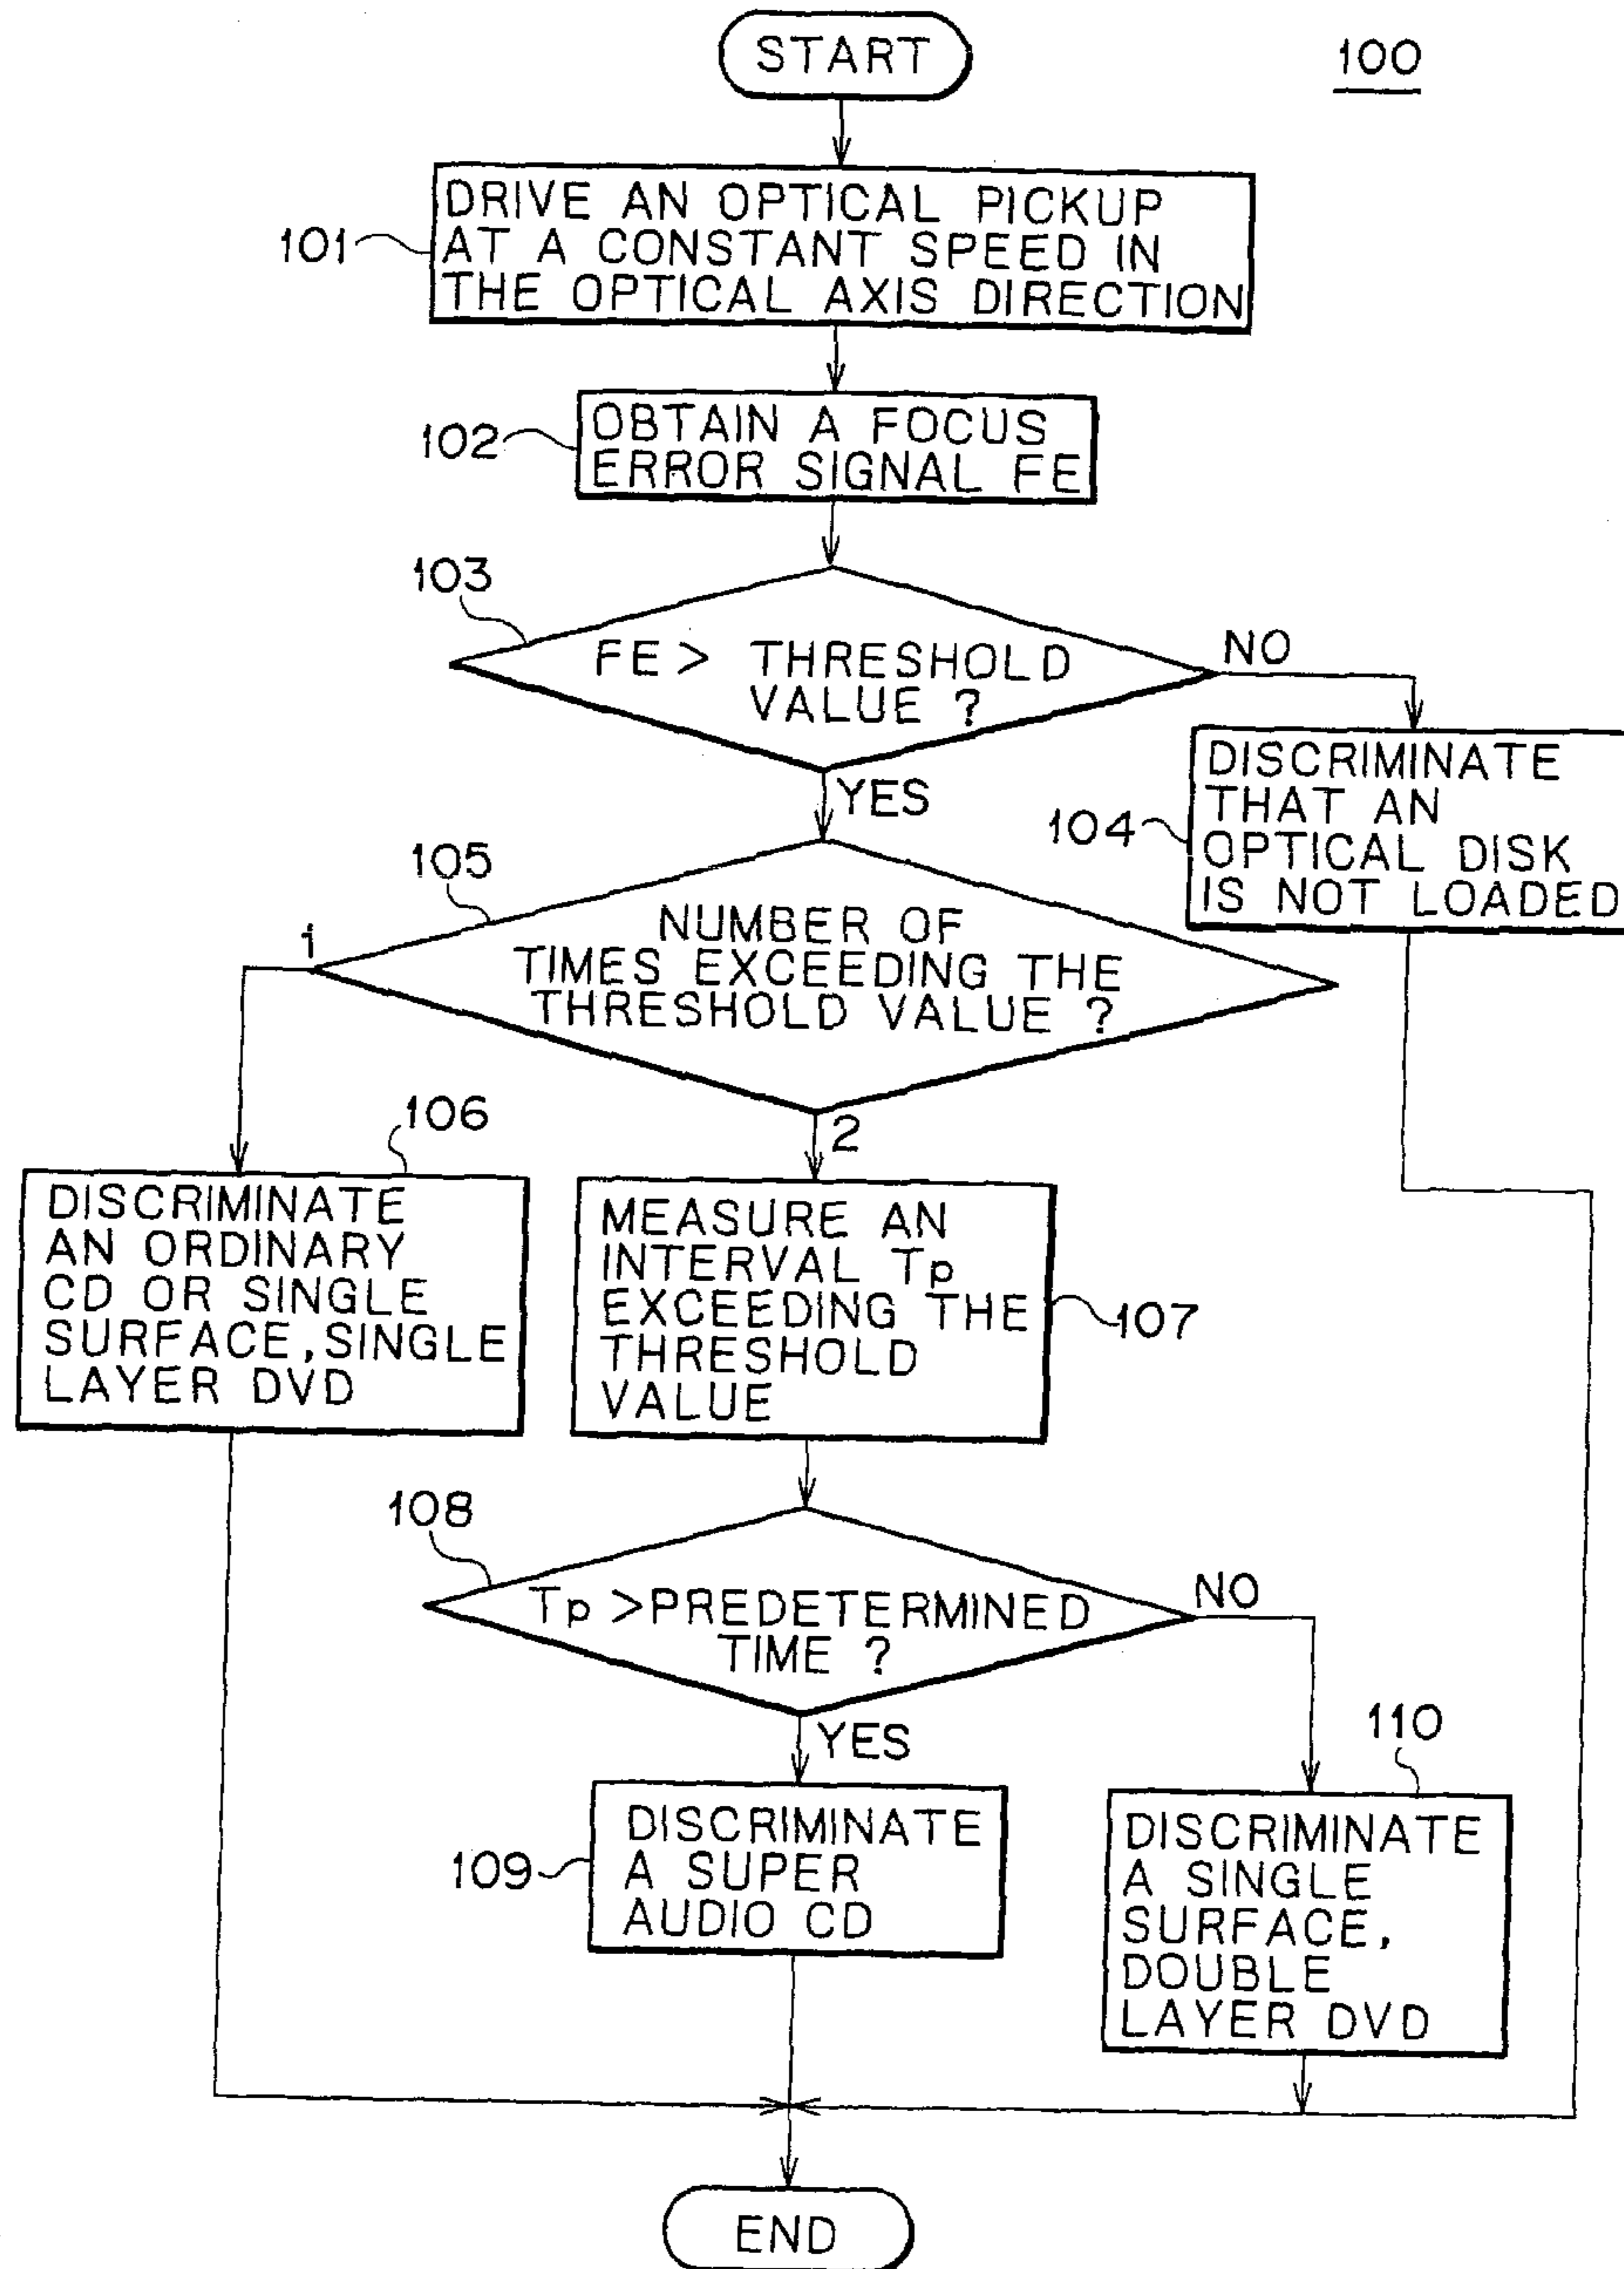 START
100
101
DRIVE AN OPTICAL PICKUP
AT A CONSTANT SPEED IN
THE OPTICAL AXIS DIRECTION
102
OBTAIN A FOCUS
ERROR SIGNAL FE
103
FE > THRESHOLD
VALUE ?
NO
YES
104
DISCRIMINATE
THAT AN
OPTICAL DISK
IS NOT LOADED
105
NUMBER OF
TIMES EXCEEDING THE
THRESHOLD VALUE ?
1
2
106
DISCRIMINATE
AN ORDINARY
CD OR SINGLE
SURFACE, SINGLE
LAYER DVD
MEASURE AN
INTERVAL Tp
EXCEEDING THE
THRESHOLD
VALUE
107
108
Tp >PREDETERMINED
TIME ?
NO
YES
109
DISCRIMINATE
A SUPER
AUDIO CD
110
DISCRIMINATE
A SINGLE
SURFACE,
DOUBLE
LAYER DVD
END